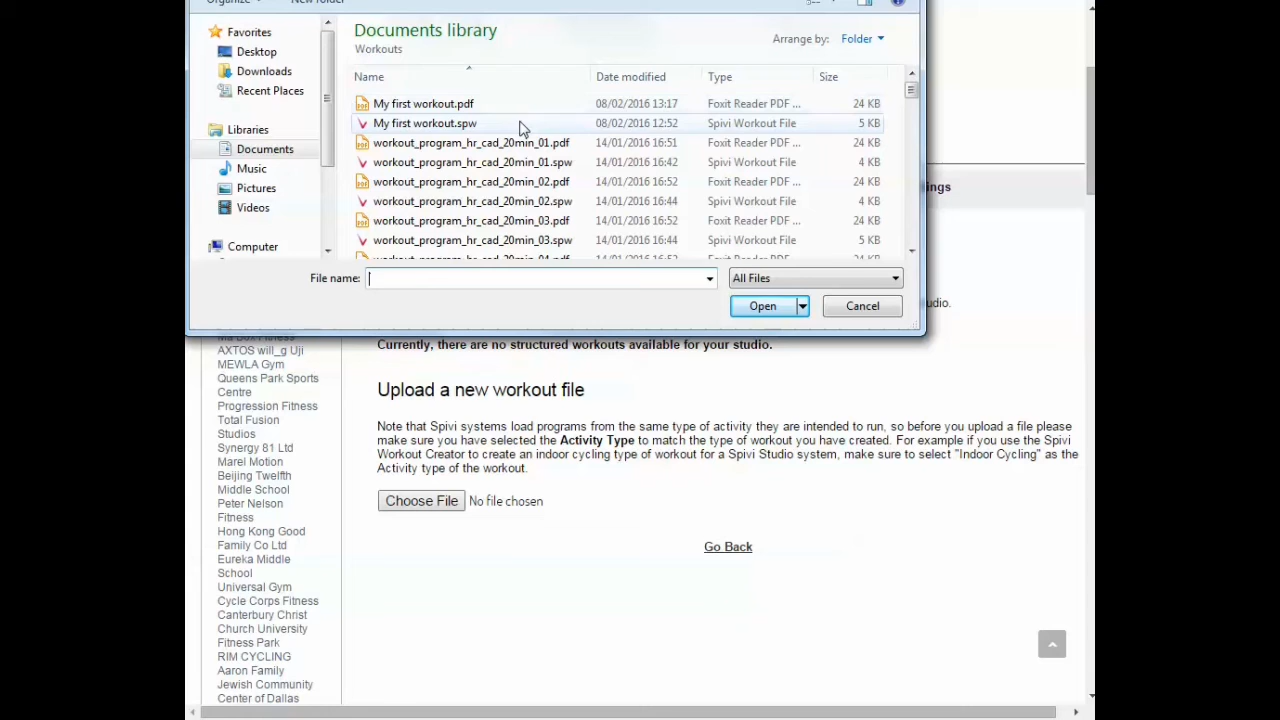 Organize
New folder
Favorites
Desktop
Downloads
Recent Places
Libraries
Documents
Music
Pictures
Videos
Computer
Documents library
Workouts
Arrange by: Folder
Name Date modified Type Size
My first workout.pdf 08/02/2016 13:17 Foxit Reader PDF ... 24 KB
My first workout.spw 08/02/2016 12:52 Spivi Workout File 5 KB
workout_program_hr_cad_20min_01.pdf 14/01/2016 16:51 Foxit Reader PDF ... 24 KB
workout_program_hr_cad_20min_01.spw 14/01/2016 16:42 Spivi Workout File 4 KB
workout_program_hr_cad_20min_02.pdf 14/01/2016 16:52 Foxit Reader PDF ... 24 KB
workout_program_hr_cad_20min_02.spw 14/01/2016 16:44 Spivi Workout File 4 KB
workout_program_hr_cad_20min_03.pdf 14/01/2016 16:52 Foxit Reader PDF ... 24 KB
workout_program_hr_cad_20min_03.spw 14/01/2016 16:44 Spivi Workout File 5 KB
File name: All Files
Open Cancel
ings
udio.
AXTOS will_g Uji
MEWLA Gym
Queens Park Sports
Centre
Progression Fitness
Total Fusion
Studios
Synergy 81 Ltd
Marei Motion
Beijing Twelfth
Middle School
Peter Nelson
Fitness
Hong Kong Good
Family Co Ltd
Eureka Middle
School
Universal Gym
Cycle Corps Fitness
Canterbury Christ
Church University
Fitness Park
RIM CYCLING
Aaron Family
Jewish Community
Center of Dallas
Currently, there are no structured workouts available for your studio.
Upload a new workout file
Note that Spivi systems load programs from the same type of activity they are intended to run, so before you upload a file please
make sure you have selected the Activity Type to match the type of workout you have created. For example if you use the Spivi
Workout Creator to create an indoor cycling type of workout for a Spivi Studio system, make sure to select "Indoor Cycling" as the
Activity type of the workout.
Choose File No file chosen
Go Back